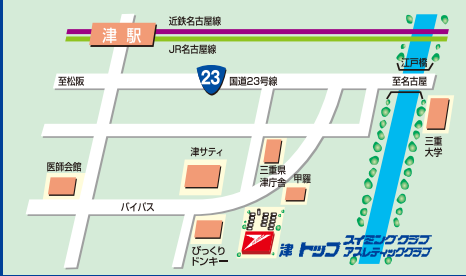 近鉄名古屋線
津 駅
JR名古屋線
江戸橋
至松阪
23
国道23号線
至名古屋
三重
大学
津サティ
三重県
津庁舎
医師会館
甲羅
バイパス
びっくり
ドンキー
津 トップ スイミングクラブ
アスレティッククラブ